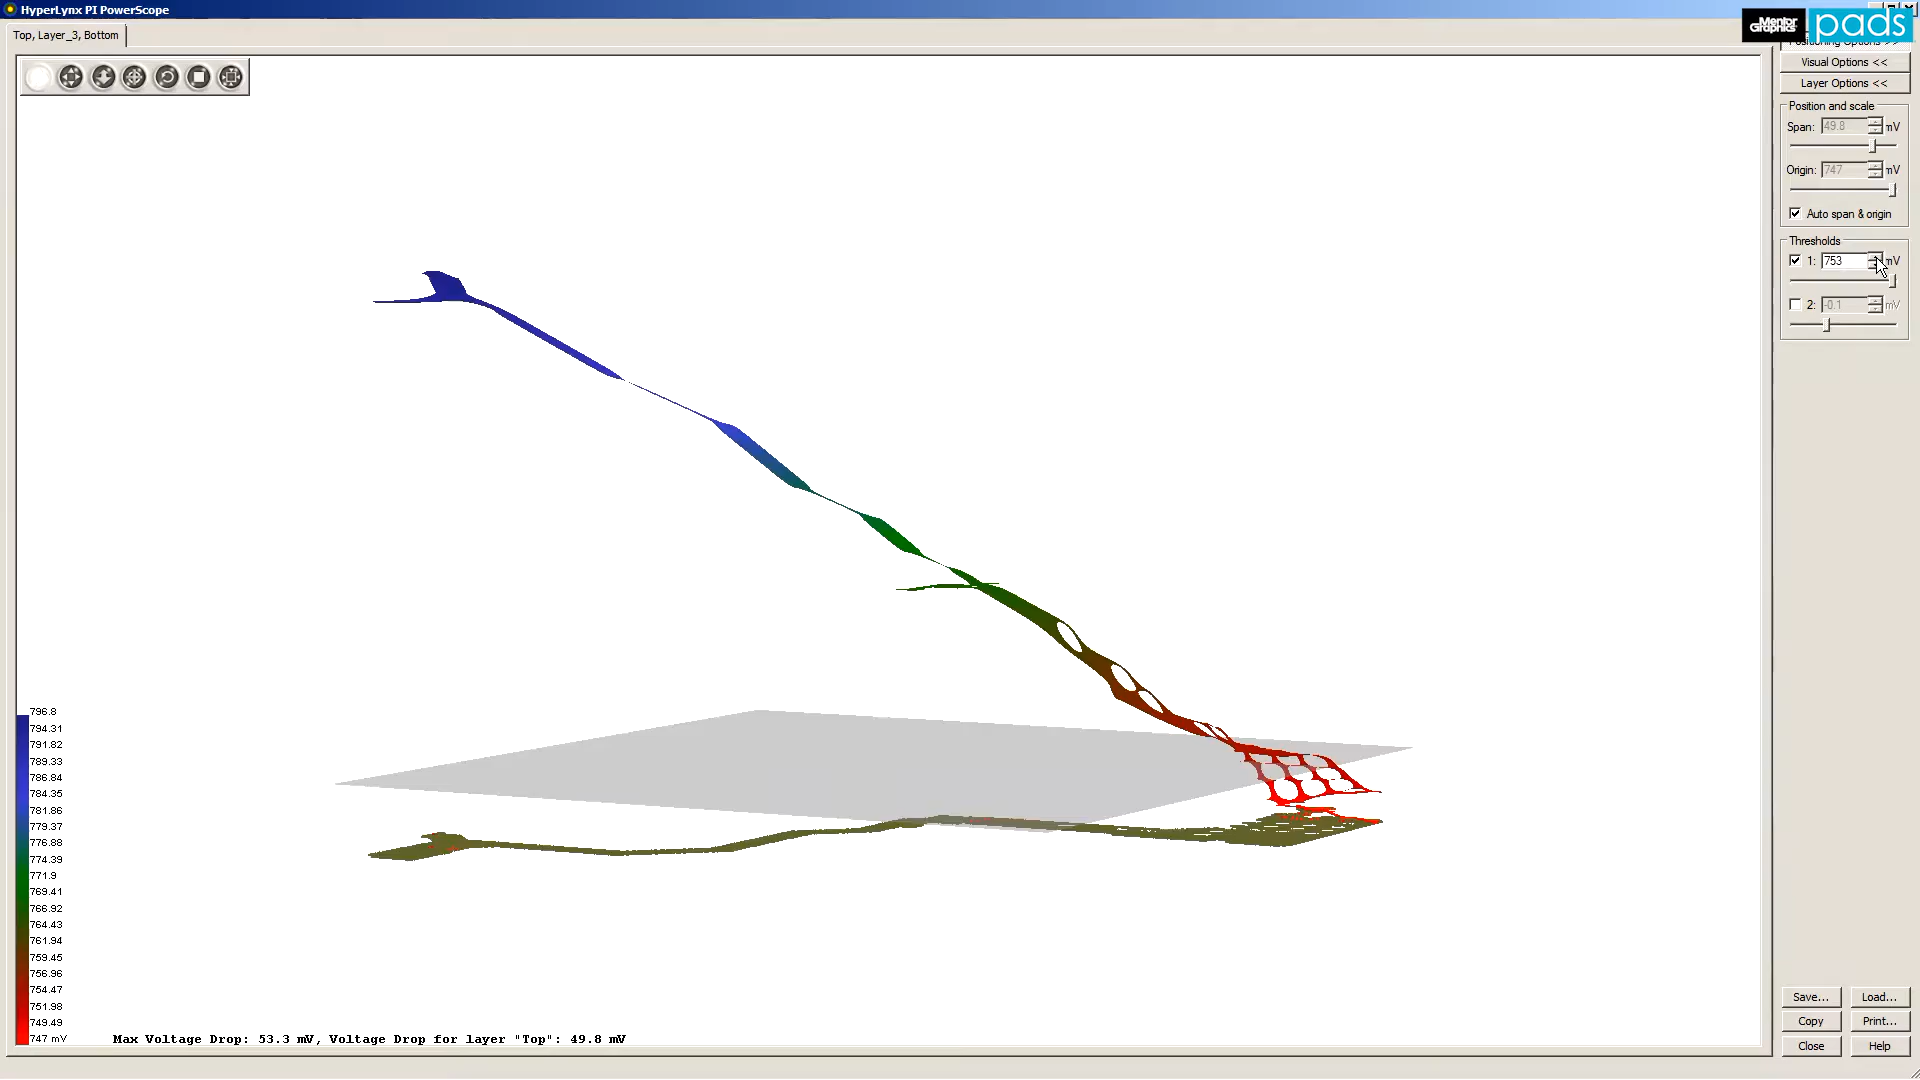 HyperLynx PI PowerScope
Mentor Graphics
pads
Top, Layer_3, Bottom
Positioning Options >>
Visual Options <<
Layer Options <<
Position and scale
Span: 49.8 mV
Origin: 747 mV
Auto span & origin
Thresholds
1: 753 mV
2: -0.1 mV
796.8
794.31
791.82
789.33
786.84
784.35
781.86
779.37
776.88
774.39
771.9
769.41
766.92
764.43
761.94
759.45
756.96
754.47
751.98
749.49
747 mV
Max Voltage Drop: 53.3 mV, Voltage Drop for layer "Top": 49.8 mV
Save... Load...
Copy Print...
Close Help